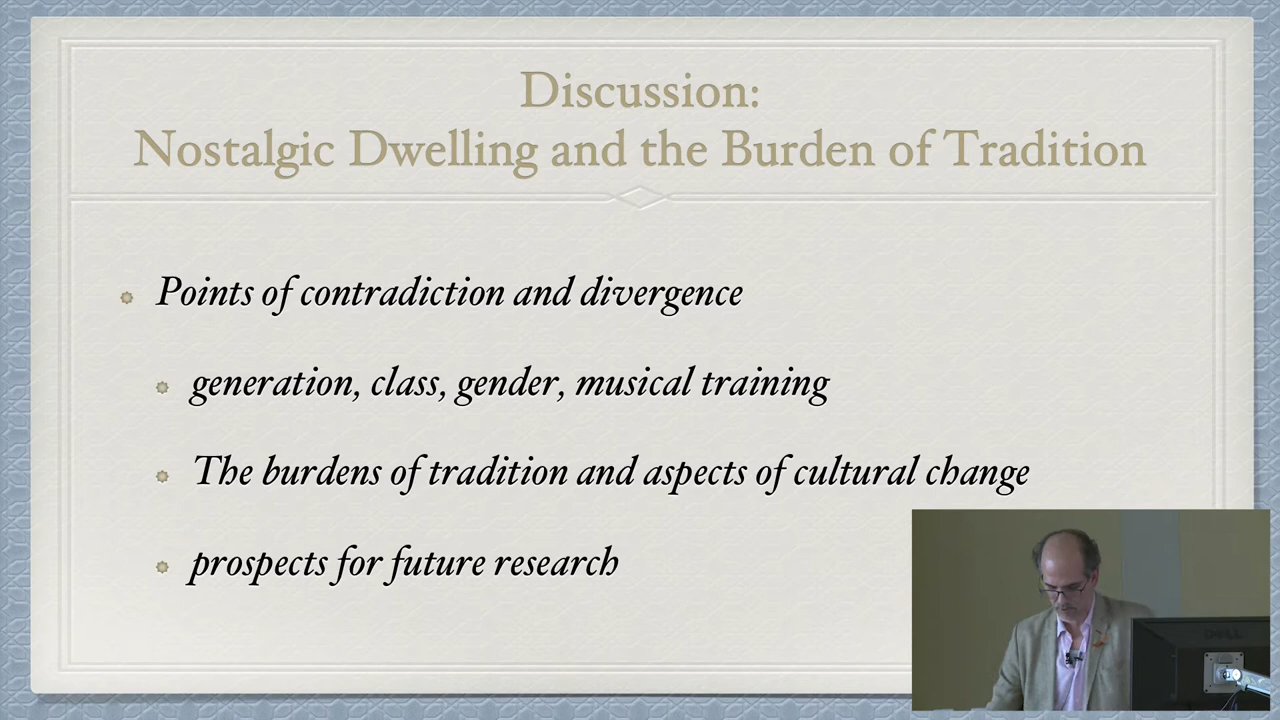 Discussion:
Nostalgic Dwelling and the Burden of Tradition
Points of contradiction and divergence
generation, class, gender, musical training
The burdens of tradition and aspects of cultural change
prospects for future research
DELL